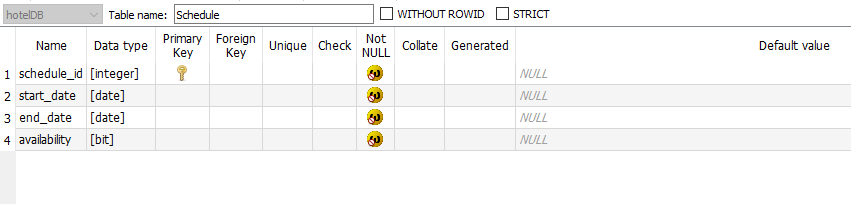 hotelDB Table name: Schedule WITHOUT ROWID STRICT
Name Data type Primary Key Foreign Key Unique Check Not NULL Collate Generated Default value
1 schedule_id [integer] NULL
2 start_date [date] NULL
3 end_date [date] NULL
4 availability [bit] NULL